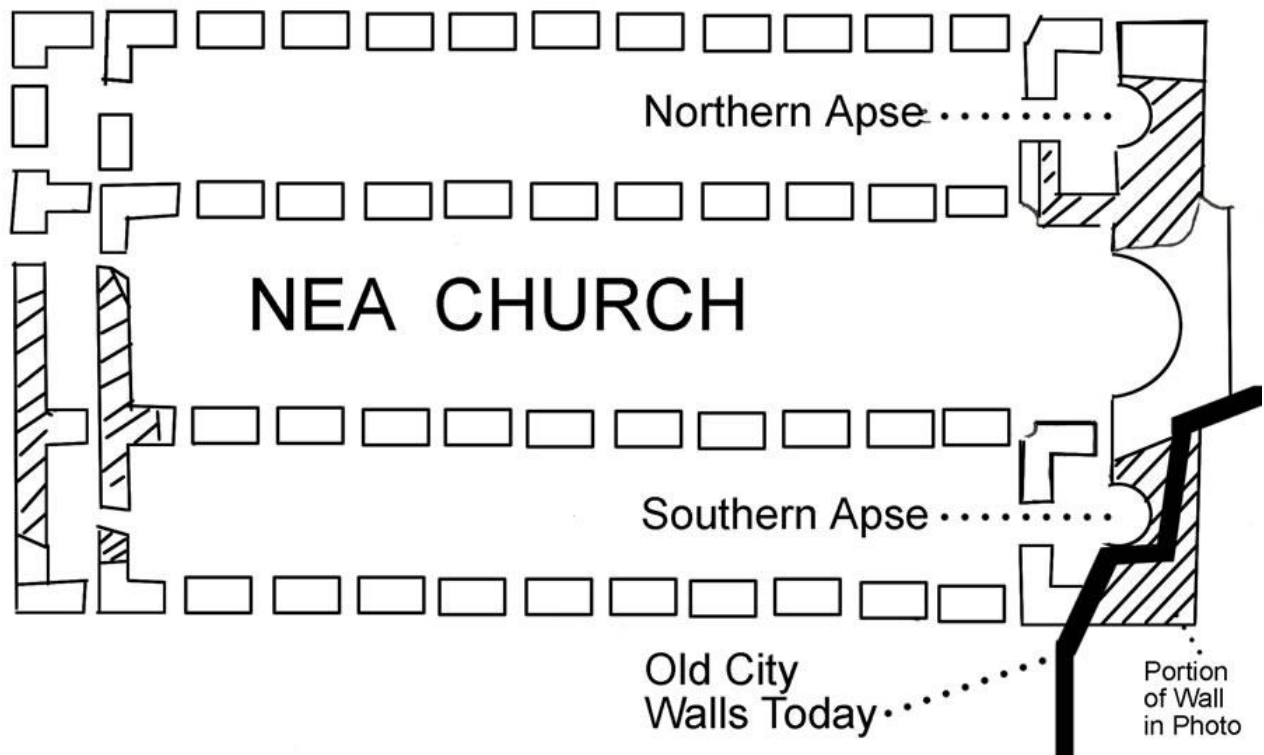 Northern Apse
NEA CHURCH
Southern Apse
Old City
Walls Today
Portion
of Wall
in Photo